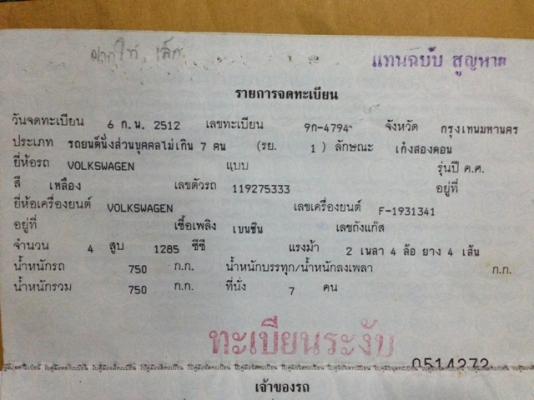 แทนฉบับ สูญหาย
รายการจดทะเบียน
วันจดทะเบียน 6 ก.พ. 2512 เลขทะเบียน 9ก-4794 จังหวัด กรุงเทพมหานคร
ประเภท รถยนต์นั่งส่วนบุคคลไม่เกิน 7 คน (รย. 1) ลักษณะ เก๋งสองตอน
ยี่ห้อรถ VOLKSWAGEN แบบ รุ่นปี ค.ศ.
สี เหลือง เลขตัวรถ 119275333 อยู่ที่
ยี่ห้อเครื่องยนต์ VOLKSWAGEN เลขเครื่องยนต์ F-1931341
อยู่ที่ เชื้อเพลิง เบนซิน เลขถังแก๊ส
จำนวน 4 สูบ 1285 ซีซี แรงม้า 2 เพลา 4 ล้อ ยาง 4 เส้น
น้ำหนักรถ 750 ก.ก. น้ำหนักบรรทุก/น้ำหนักลงเพลา ก.ก.
น้ำหนักรวม 750 ก.ก. ที่นั่ง 7 คน
ทะเบียนระงับ
0514272
เจ้าของรถ